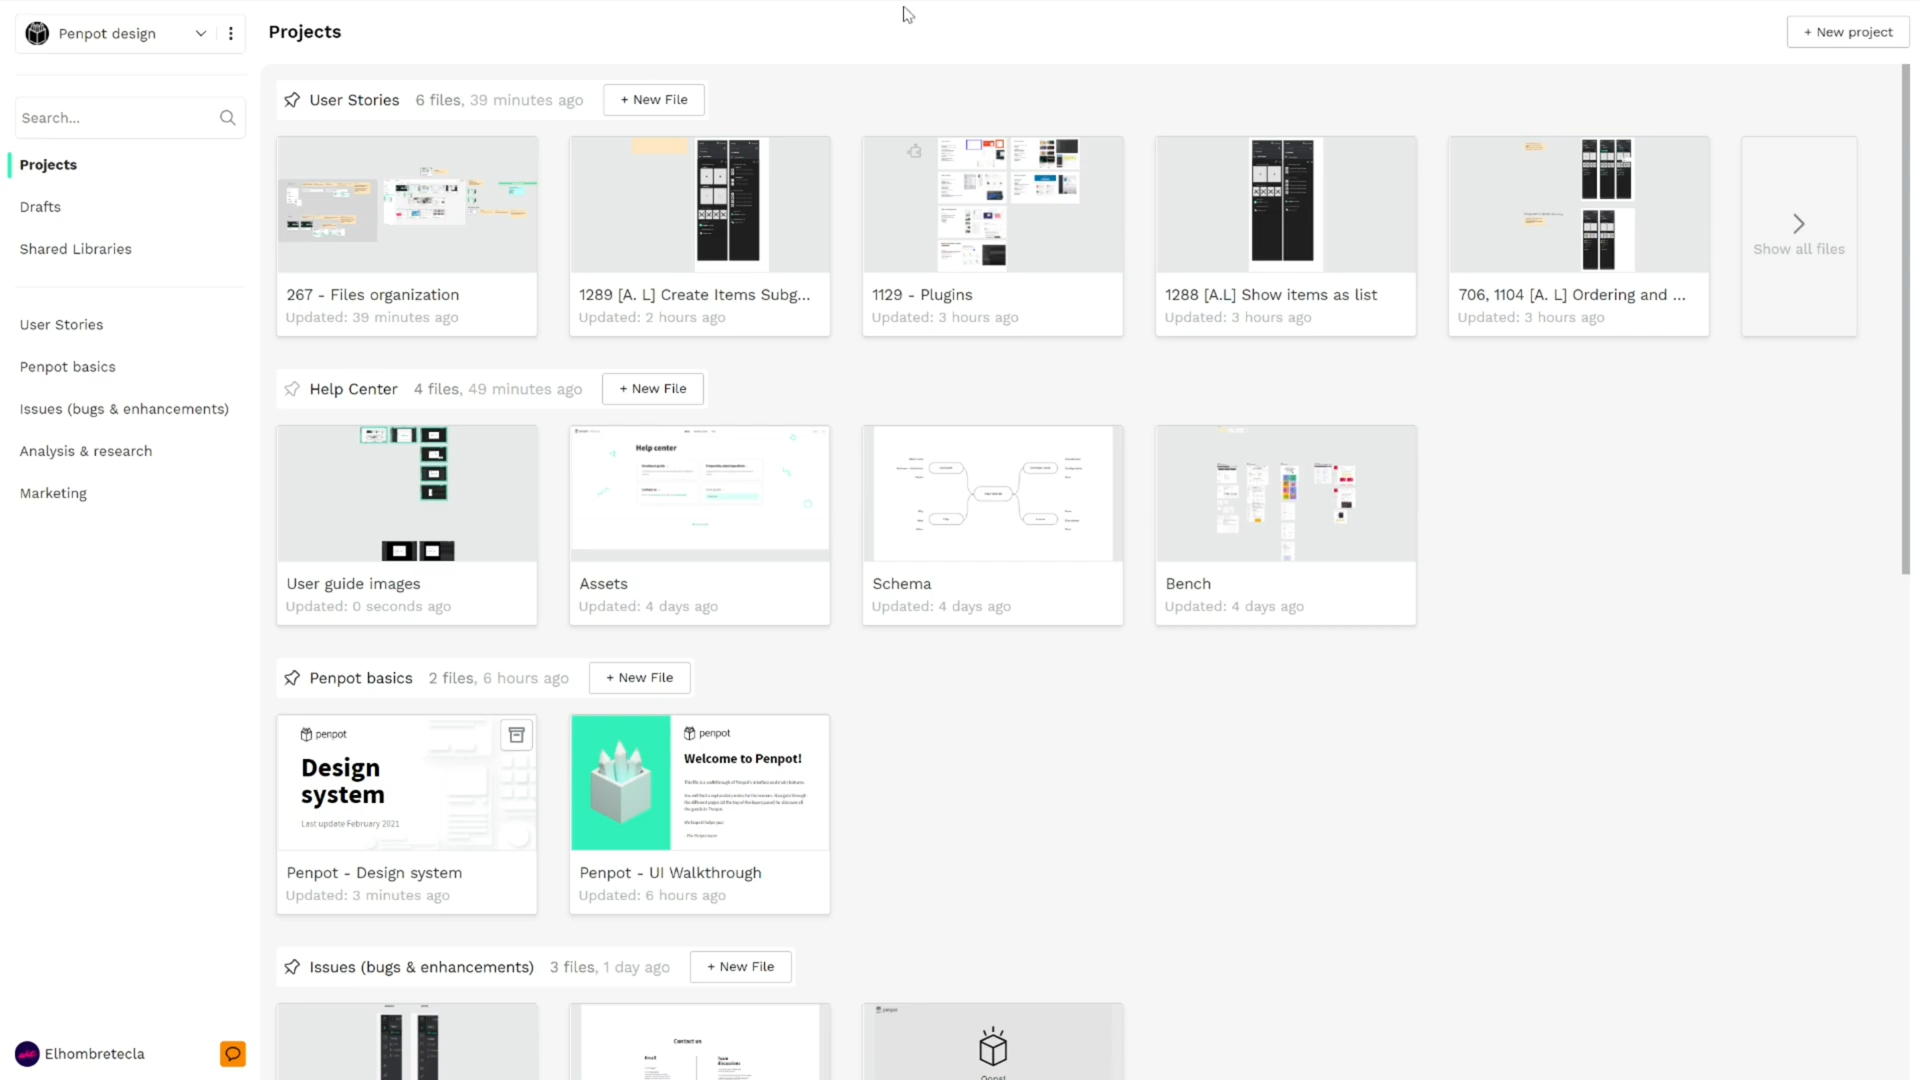 Penpot design
Projects
+ New project
Search...
Projects
Drafts
Shared Libraries
User Stories
Penpot basics
Issues (bugs & enhancements)
Analysis & research
Marketing
Elhombretecla
User Stories 6 files, 39 minutes ago + New File
267 - Files organization
Updated: 39 minutes ago
1289 [A. L] Create Items Subg...
Updated: 2 hours ago
1129 - Plugins
Updated: 3 hours ago
1288 [A.L] Show items as list
Updated: 3 hours ago
706, 1104 [A. L] Ordering and ...
Updated: 3 hours ago
Show all files
Help Center 4 files, 49 minutes ago + New File
Help center
User guide images
Updated: 0 seconds ago
Assets
Updated: 4 days ago
Schema
Updated: 4 days ago
Bench
Updated: 4 days ago
Penpot basics 2 files, 6 hours ago + New File
penpot
Design
system
Last update February 2021
Penpot - Design system
Updated: 3 minutes ago
penpot
Welcome to Penpot!
Penpot - UI Walkthrough
Updated: 6 hours ago
Issues (bugs & enhancements) 3 files, 1 day ago + New File
Contact us
Email
Team
discussions
penpot
Oops!